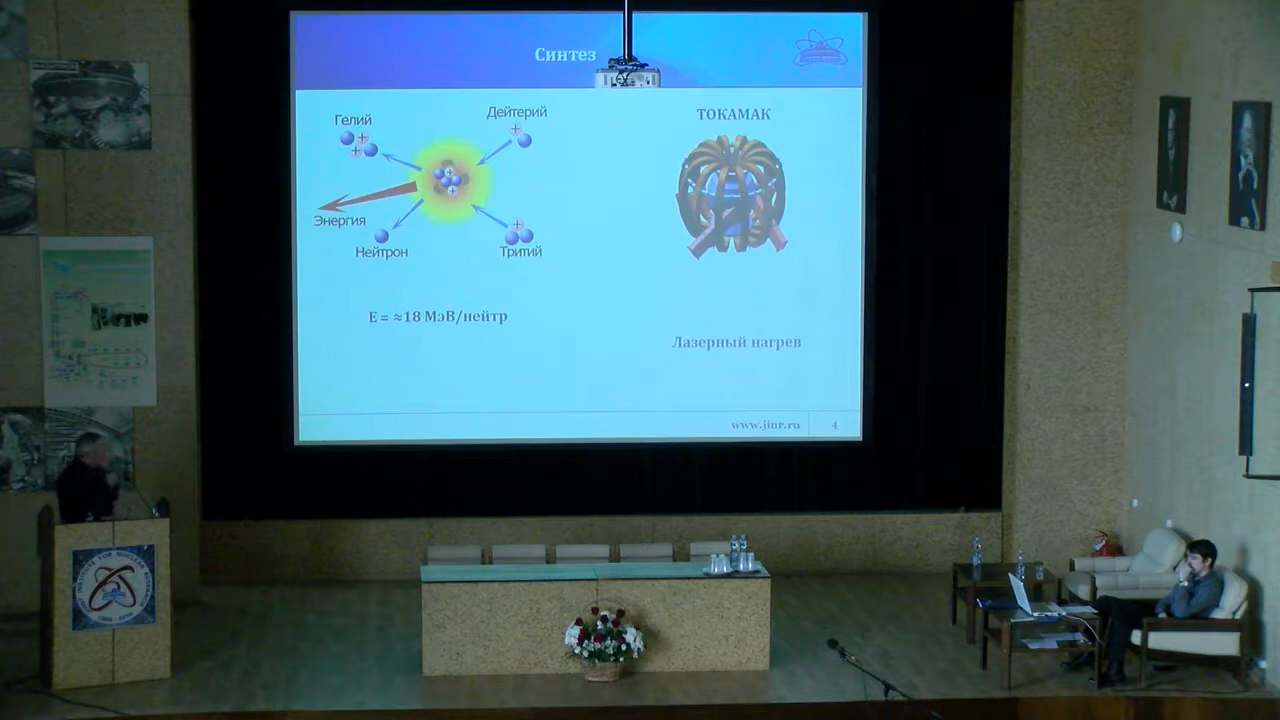 Синтез
Гелий
Дейтерий
Энергия
Нейтрон
Тритий
E = ≈18 МэВ/нейтр
ТОКАМАК
Лазерный нагрев
www.jinr.ru
4